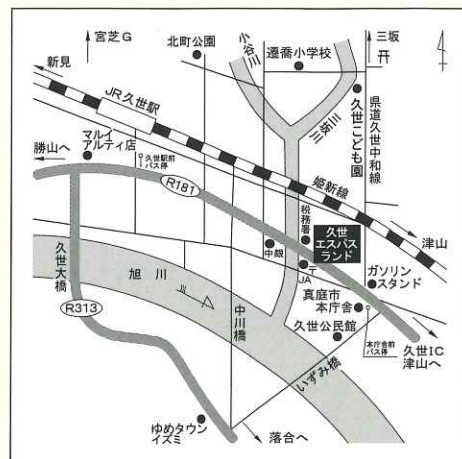 宮芝G
新見
北町公園
小谷川
遷喬小学校
三坂
JR久世駅
三坂川
久世こども園
県道久世中和線
勝山へ
マルイ
アルティ店
久世駅前
バス停
R181
姫新線
津山
税務署
久世
エスパス
ランド
中銀
〒
JA
ガソリン
スタンド
久世大橋
旭川
中川橋
真庭市
本庁舎
R313
久世公民館
本庁舎前
バス停
久世IC
津山へ
いずみ橋
ゆめタウン
イズミ
落合へ